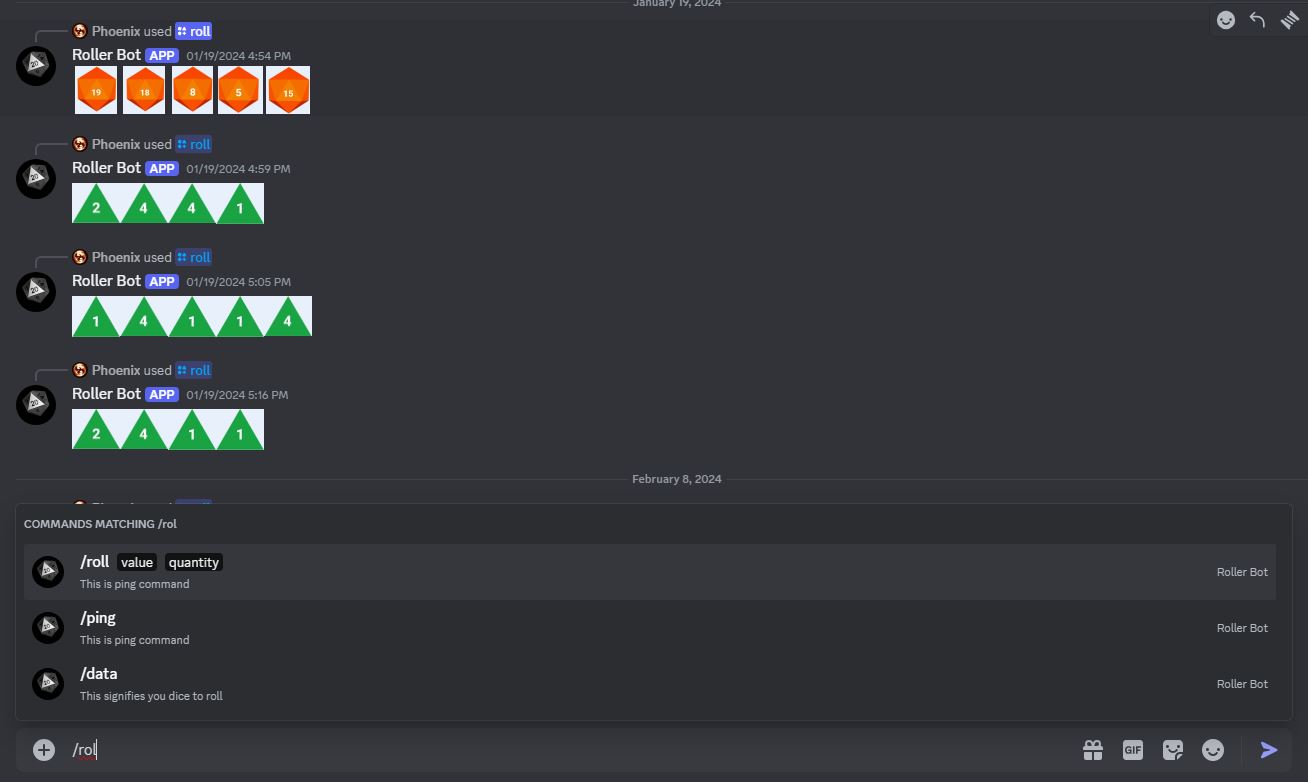 January 19, 2024
Phoenix used roll
Roller Bot APP 01/19/2024 4:54 PM
19 18 8 5 15
Phoenix used roll
Roller Bot APP 01/19/2024 4:59 PM
2 4 4 1
Phoenix used roll
Roller Bot APP 01/19/2024 5:05 PM
1 4 1 1 4
Phoenix used roll
Roller Bot APP 01/19/2024 5:16 PM
2 4 1 1
February 8, 2024
COMMANDS MATCHING /rol
/roll value quantity
This is ping command
Roller Bot
/ping
This is ping command
Roller Bot
/data
This signifies you dice to roll
Roller Bot
/rol
GIF